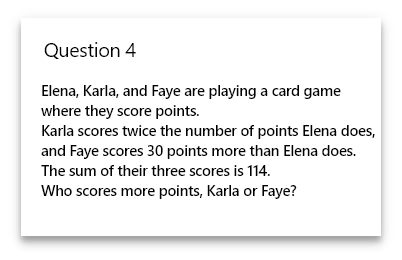 Question 4
Elena, Karla, and Faye are playing a card game
where they score points.
Karla scores twice the number of points Elena does,
and Faye scores 30 points more than Elena does.
The sum of their three scores is 114.
Who scores more points, Karla or Faye?